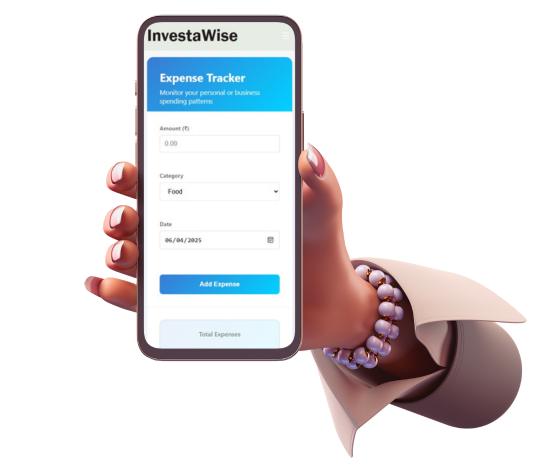 InvestaWise
Expense Tracker
Monitor your personal or business
spending patterns
Amount (₹)
0.00
Category
Food
Date
06/04/2025
Add Expense
Total Expenses